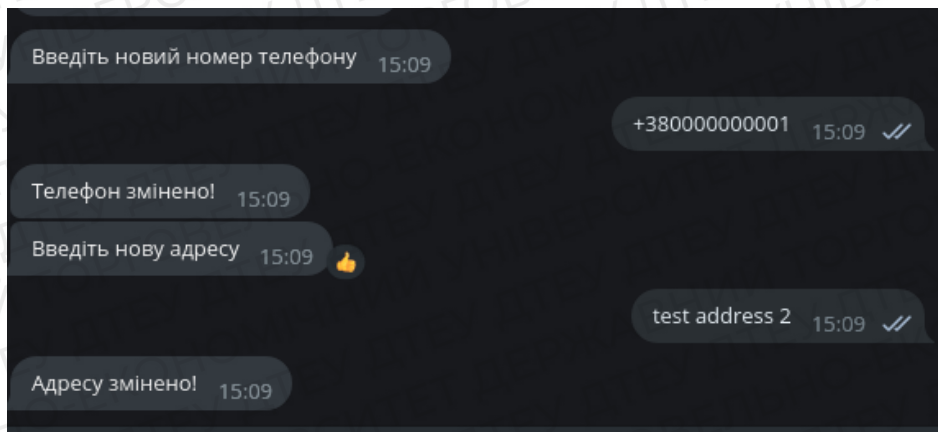 Введіть новий номер телефону 15:09
+380000000001 15:09
Телефон змінено! 15:09
Введіть нову адресу 15:09
test address 2 15:09
Адресу змінено! 15:09